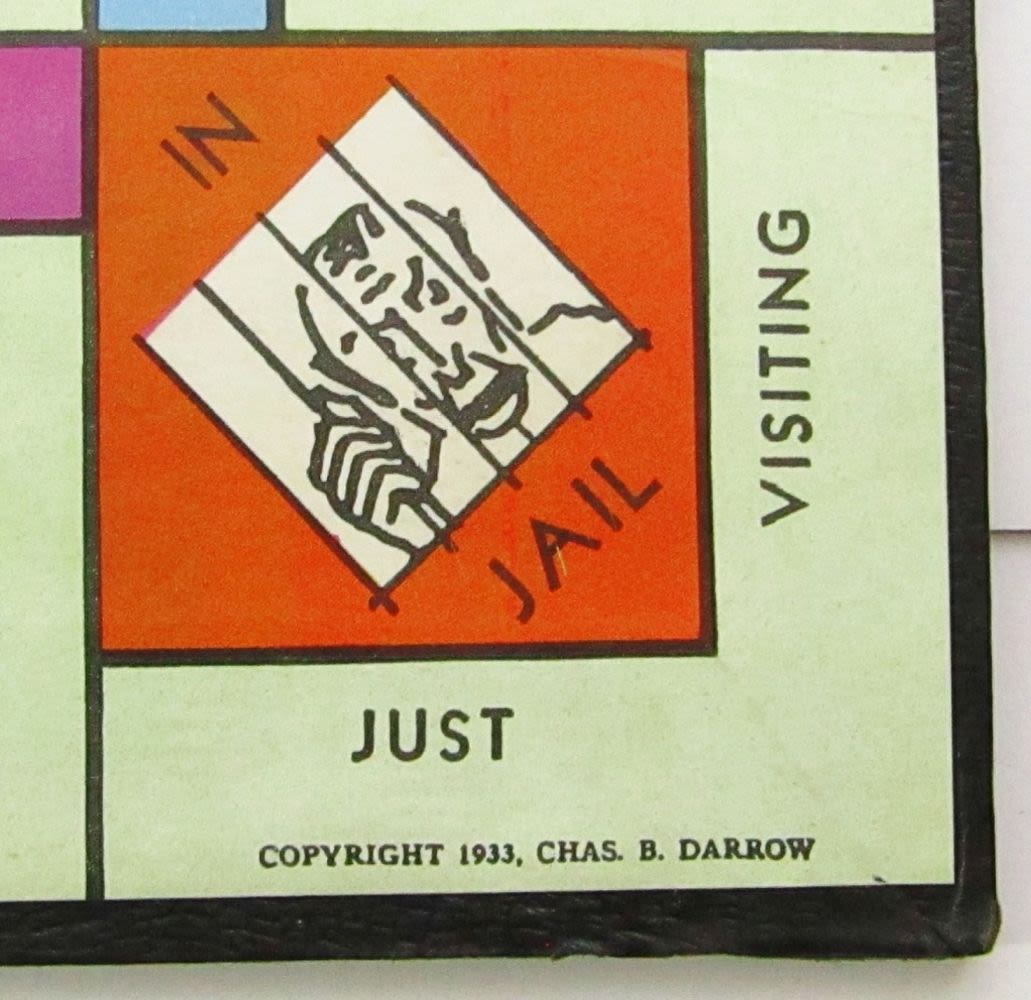 IN
JAIL
JUST
VISITING
COPYRIGHT 1933, CHAS. B. DARROW